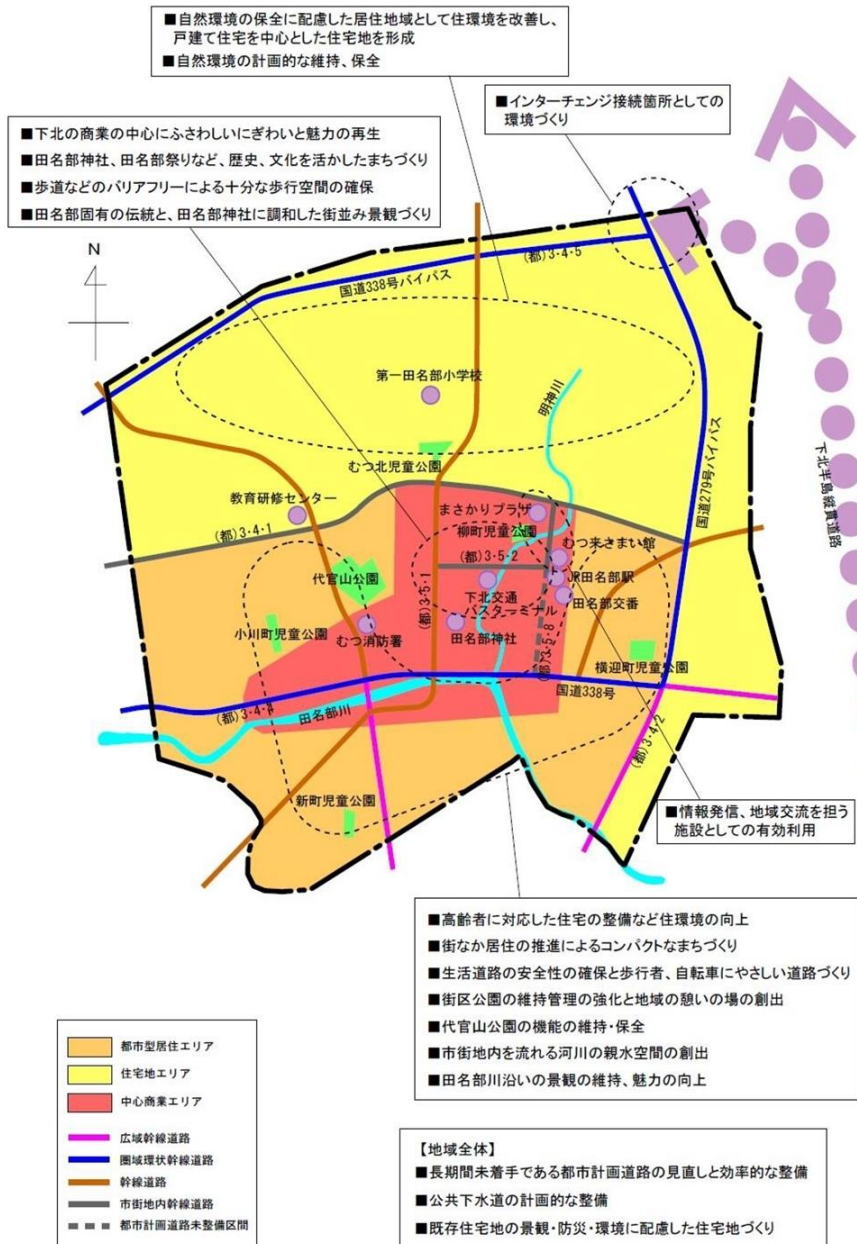 ■自然環境の保全に配慮した居住地域として住環境を改善し、
戸建て住宅を中心とした住宅地を形成
■自然環境の計画的な維持、保全
■インターチェンジ接続箇所としての
環境づくり
■下北の商業の中心にふさわしいにぎわいと魅力の再生
■田名部神社、田名部祭りなど、歴史、文化を活かしたまちづくり
■歩道などのバリアフリーによる十分な歩行空間の確保
■田名部固有の伝統と、田名部神社に調和した街並み景観づくり
N
国道338号バイパス
(都)3・4・5
第一田名部小学校
明神川
国道279号バイパス
下北半島縦貫道路
むつ北児童公園
教育研修センター
(都)3・4・1
まさかりプラザ
柳町児童公園
むつ来さまい館
(都)3・5・2
代官山公園
(都)3・5・1
JR田名部駅
下北交通
バスターミナル
田名部交番
小川町児童公園
むつ消防署
田名部神社
(都)3・5・8
横迎町児童公園
国道338号
(都)3・4・4
田名部川
(都)3・4・2
新町児童公園
■情報発信、地域交流を担う
施設としての有効利用
■高齢者に対応した住宅の整備など住環境の向上
■街なか居住の推進によるコンパクトなまちづくり
■生活道路の安全性の確保と歩行者、自転車にやさしい道路づくり
■街区公園の維持管理の強化と地域の憩いの場の創出
■代官山公園の機能の維持・保全
■市街地内を流れる河川の親水空間の創出
■田名部川沿いの景観の維持、魅力の向上
都市型居住エリア
住宅地エリア
中心商業エリア
広域幹線道路
圏域環状幹線道路
幹線道路
市街地内幹線道路
都市計画道路未整備区間
【地域全体】
■長期間未着手である都市計画道路の見直しと効率的な整備
■公共下水道の計画的な整備
■既存住宅地の景観・防災・環境に配慮した住宅地づくり